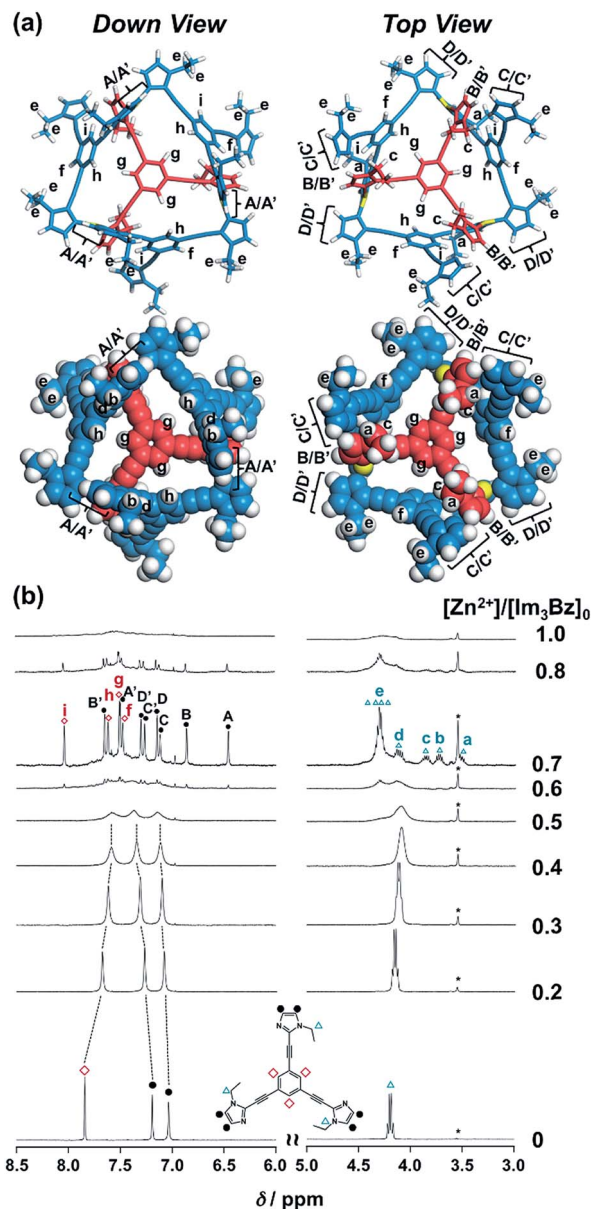 (a) Down View Top View
A/A' e e e i h f g g g e e e e f h i A/A' e e f h A/A' e e h f i e e
D/D' B/B' C/C' e e f h i a c g g g C/C' B/B' D/D' e e h f i a c B/B' D/D' C/C'
A/A' e e d b h g g g h d b A/A' e e A/A' b d h e e
D/D' B/B' C/C' e e f a g g g c C/C' a c B/B' D/D' e e f a c e e f B/B' D/D' C/C'
(b) [Zn2+]/[Im3Bz]0
1.0
0.8
g
i B' h A' D' f C' D C B A e d c b a
0.7
* 0.6
* 0.5
* 0.4
* 0.3
* 0.2
N N
N N
N N
* 0
8.5 8.0 7.5 7.0 6.5 6.0 5.0 4.5 4.0 3.5 3.0
δ / ppm